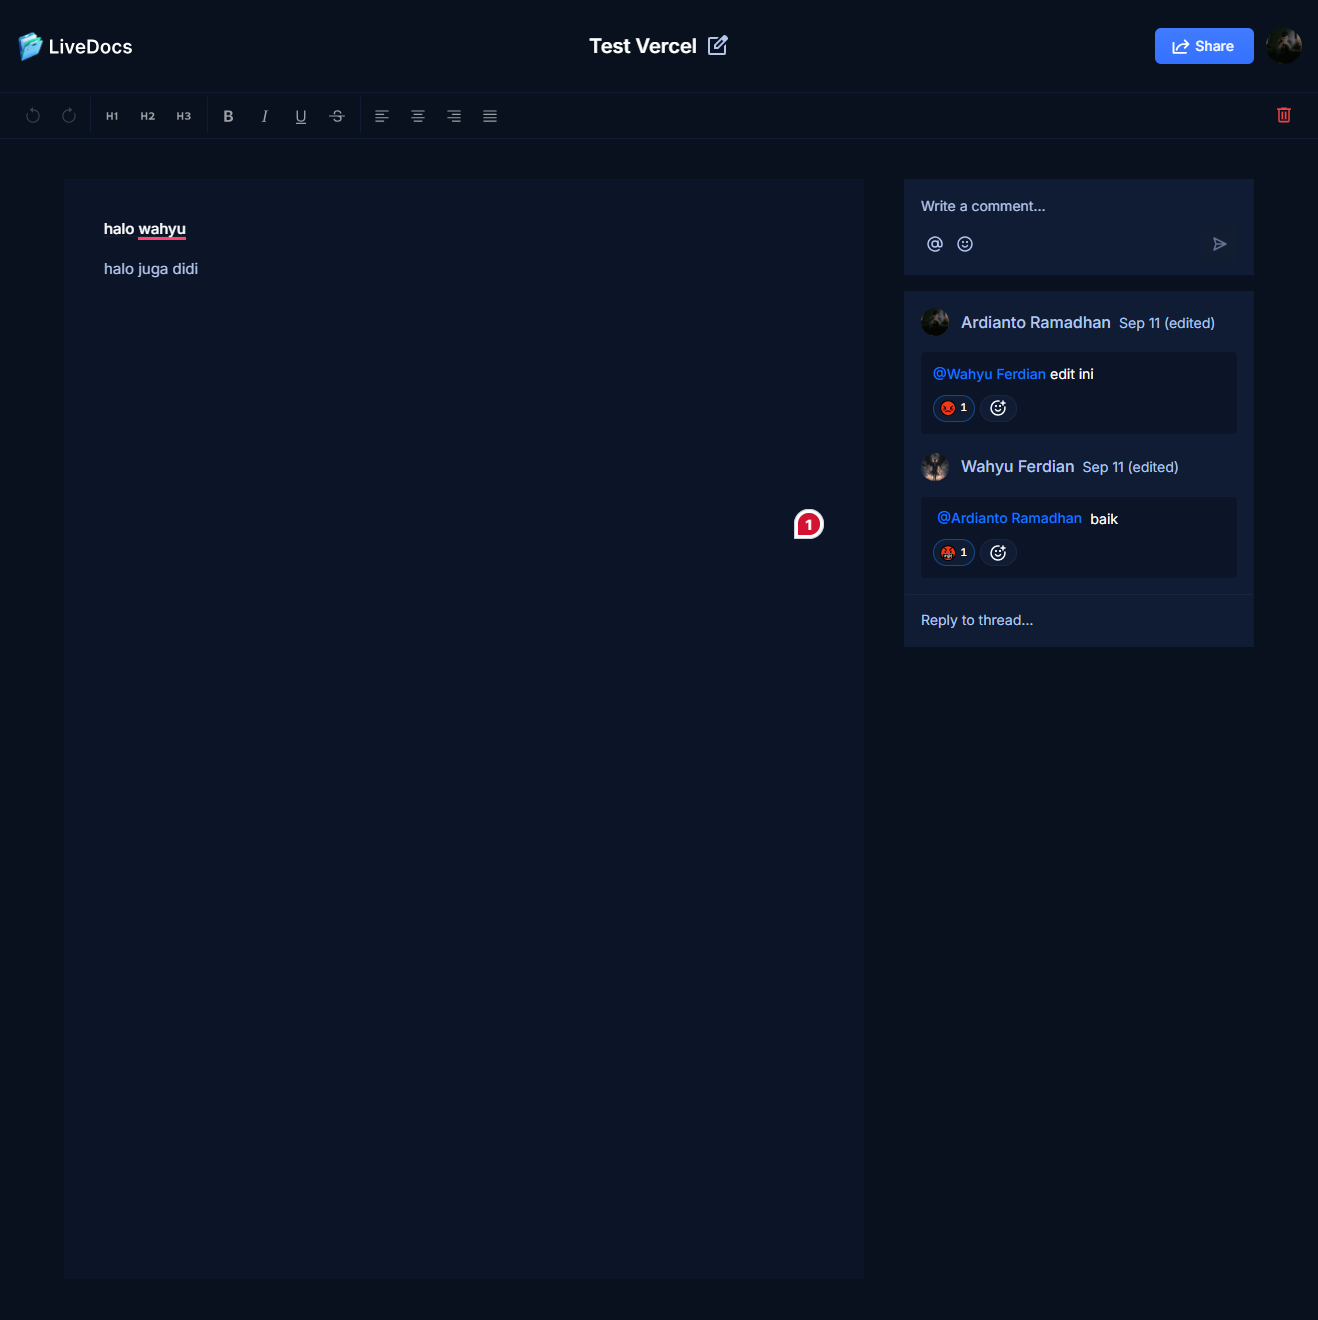 LiveDocs
Test Vercel
Share
H1 H2 H3 B I U S
halo wahyu
halo juga didi
1
Write a comment…
@
Ardianto Ramadhan Sep 11 (edited)
@Wahyu Ferdian edit ini
1
Wahyu Ferdian Sep 11 (edited)
@Ardianto Ramadhan baik
1
Reply to thread…